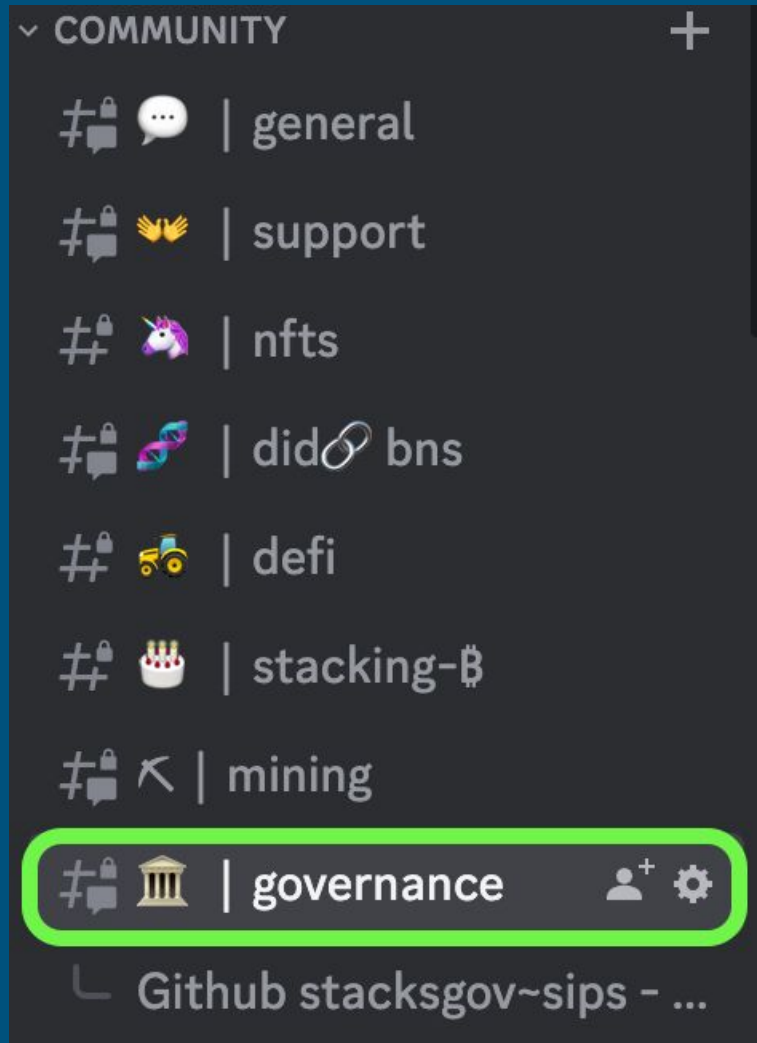 COMMUNITY
💬 | general
👐 | support
🦄 | nfts
🧬 | did🔗 bns
🚜 | defi
🎂 | stacking-₿
⛏ | mining
🏛 | governance
Github stacksgov~sips - ...